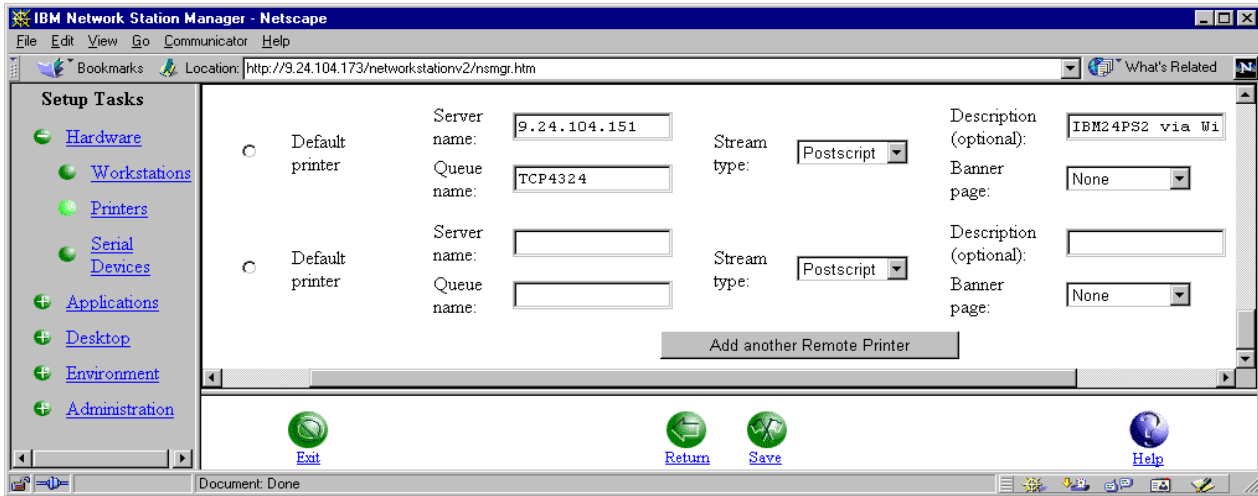 IBM Network Station Manager - Netscape
File Edit View Go Communicator Help
Bookmarks Location: http://9.24.104.173/networkstationv2/nsmgr.htm What's Related N
Setup Tasks
Hardware
Workstations
Printers
Serial
Devices
Applications
Desktop
Environment
Administration
Default
printer
Server
name:
9.24.104.151
Queue
name:
TCP4324
Stream
type:
Postscript
Description
(optional):
IBM24PS2 via Wi
Banner
page:
None
Default
printer
Server
name:
Queue
name:
Stream
type:
Postscript
Description
(optional):
Banner
page:
None
Add another Remote Printer
Exit
Return
Save
Help
Document: Done